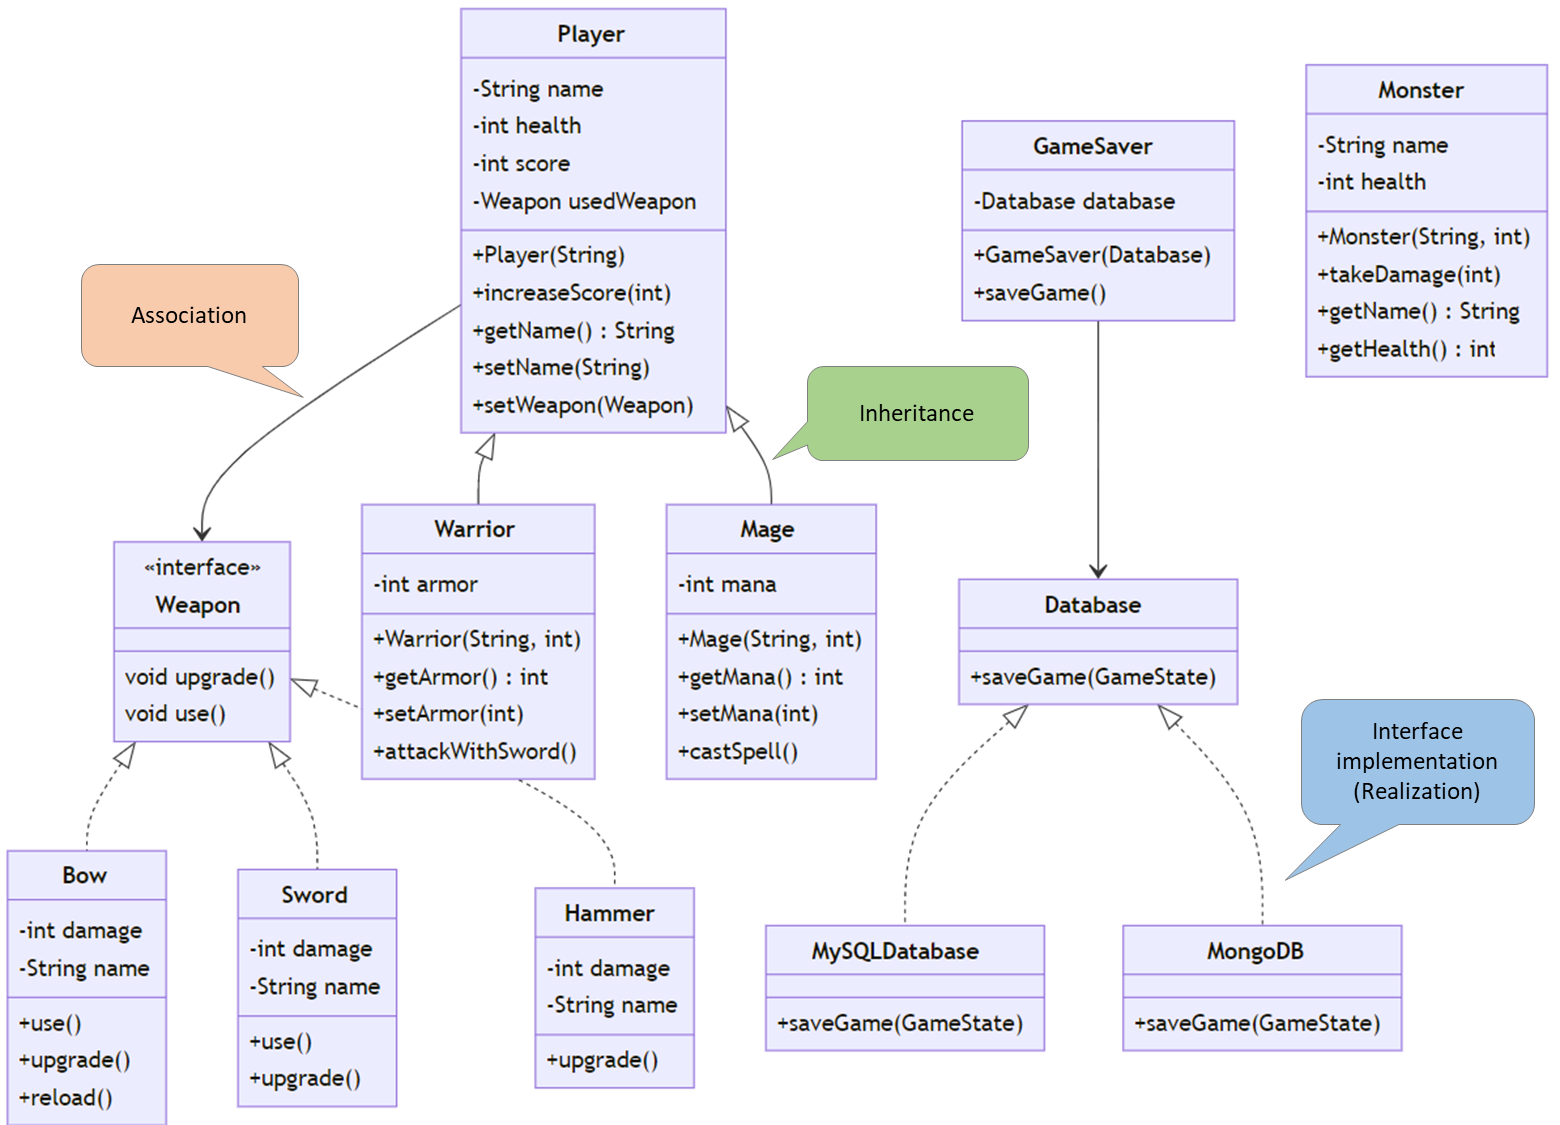 Player
-String name
-int health
-int score
-Weapon usedWeapon
+Player(String)
+increaseScore(int)
+getName() : String
+setName(String)
+setWeapon(Weapon)
GameSaver
-Database database
+GameSaver(Database)
+saveGame()
Monster
-String name
-int health
+Monster(String, int)
+takeDamage(int)
+getName() : String
+getHealth() : int
Association
Inheritance
«interface»
Weapon
void upgrade()
void use()
Warrior
-int armor
+Warrior(String, int)
+getArmor() : int
+setArmor(int)
+attackWithSword()
Mage
-int mana
+Mage(String, int)
+getMana() : int
+setMana(int)
+castSpell()
Database
+saveGame(GameState)
Interface
implementation
(Realization)
Bow
-int damage
-String name
+use()
+upgrade()
+reload()
Sword
-int damage
-String name
+use()
+upgrade()
Hammer
-int damage
-String name
+upgrade()
MySQLDatabase
+saveGame(GameState)
MongoDB
+saveGame(GameState)